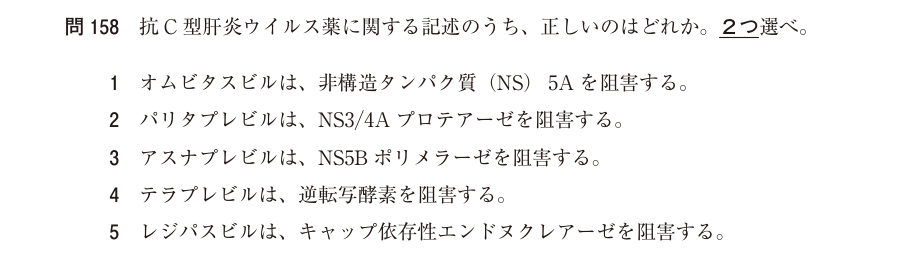 問 158 抗 C 型肝炎ウイルス薬に関する記述のうち、正しいのはどれか。2つ選べ。
1 オムビタスビルは、非構造タンパク質（NS） 5A を阻害する。
2 パリタプレビルは、NS3/4A プロテアーゼを阻害する。
3 アスナプレビルは、NS5B ポリメラーゼを阻害する。
4 テラプレビルは、逆転写酵素を阻害する。
5 レジパスビルは、キャップ依存性エンドヌクレアーゼを阻害する。